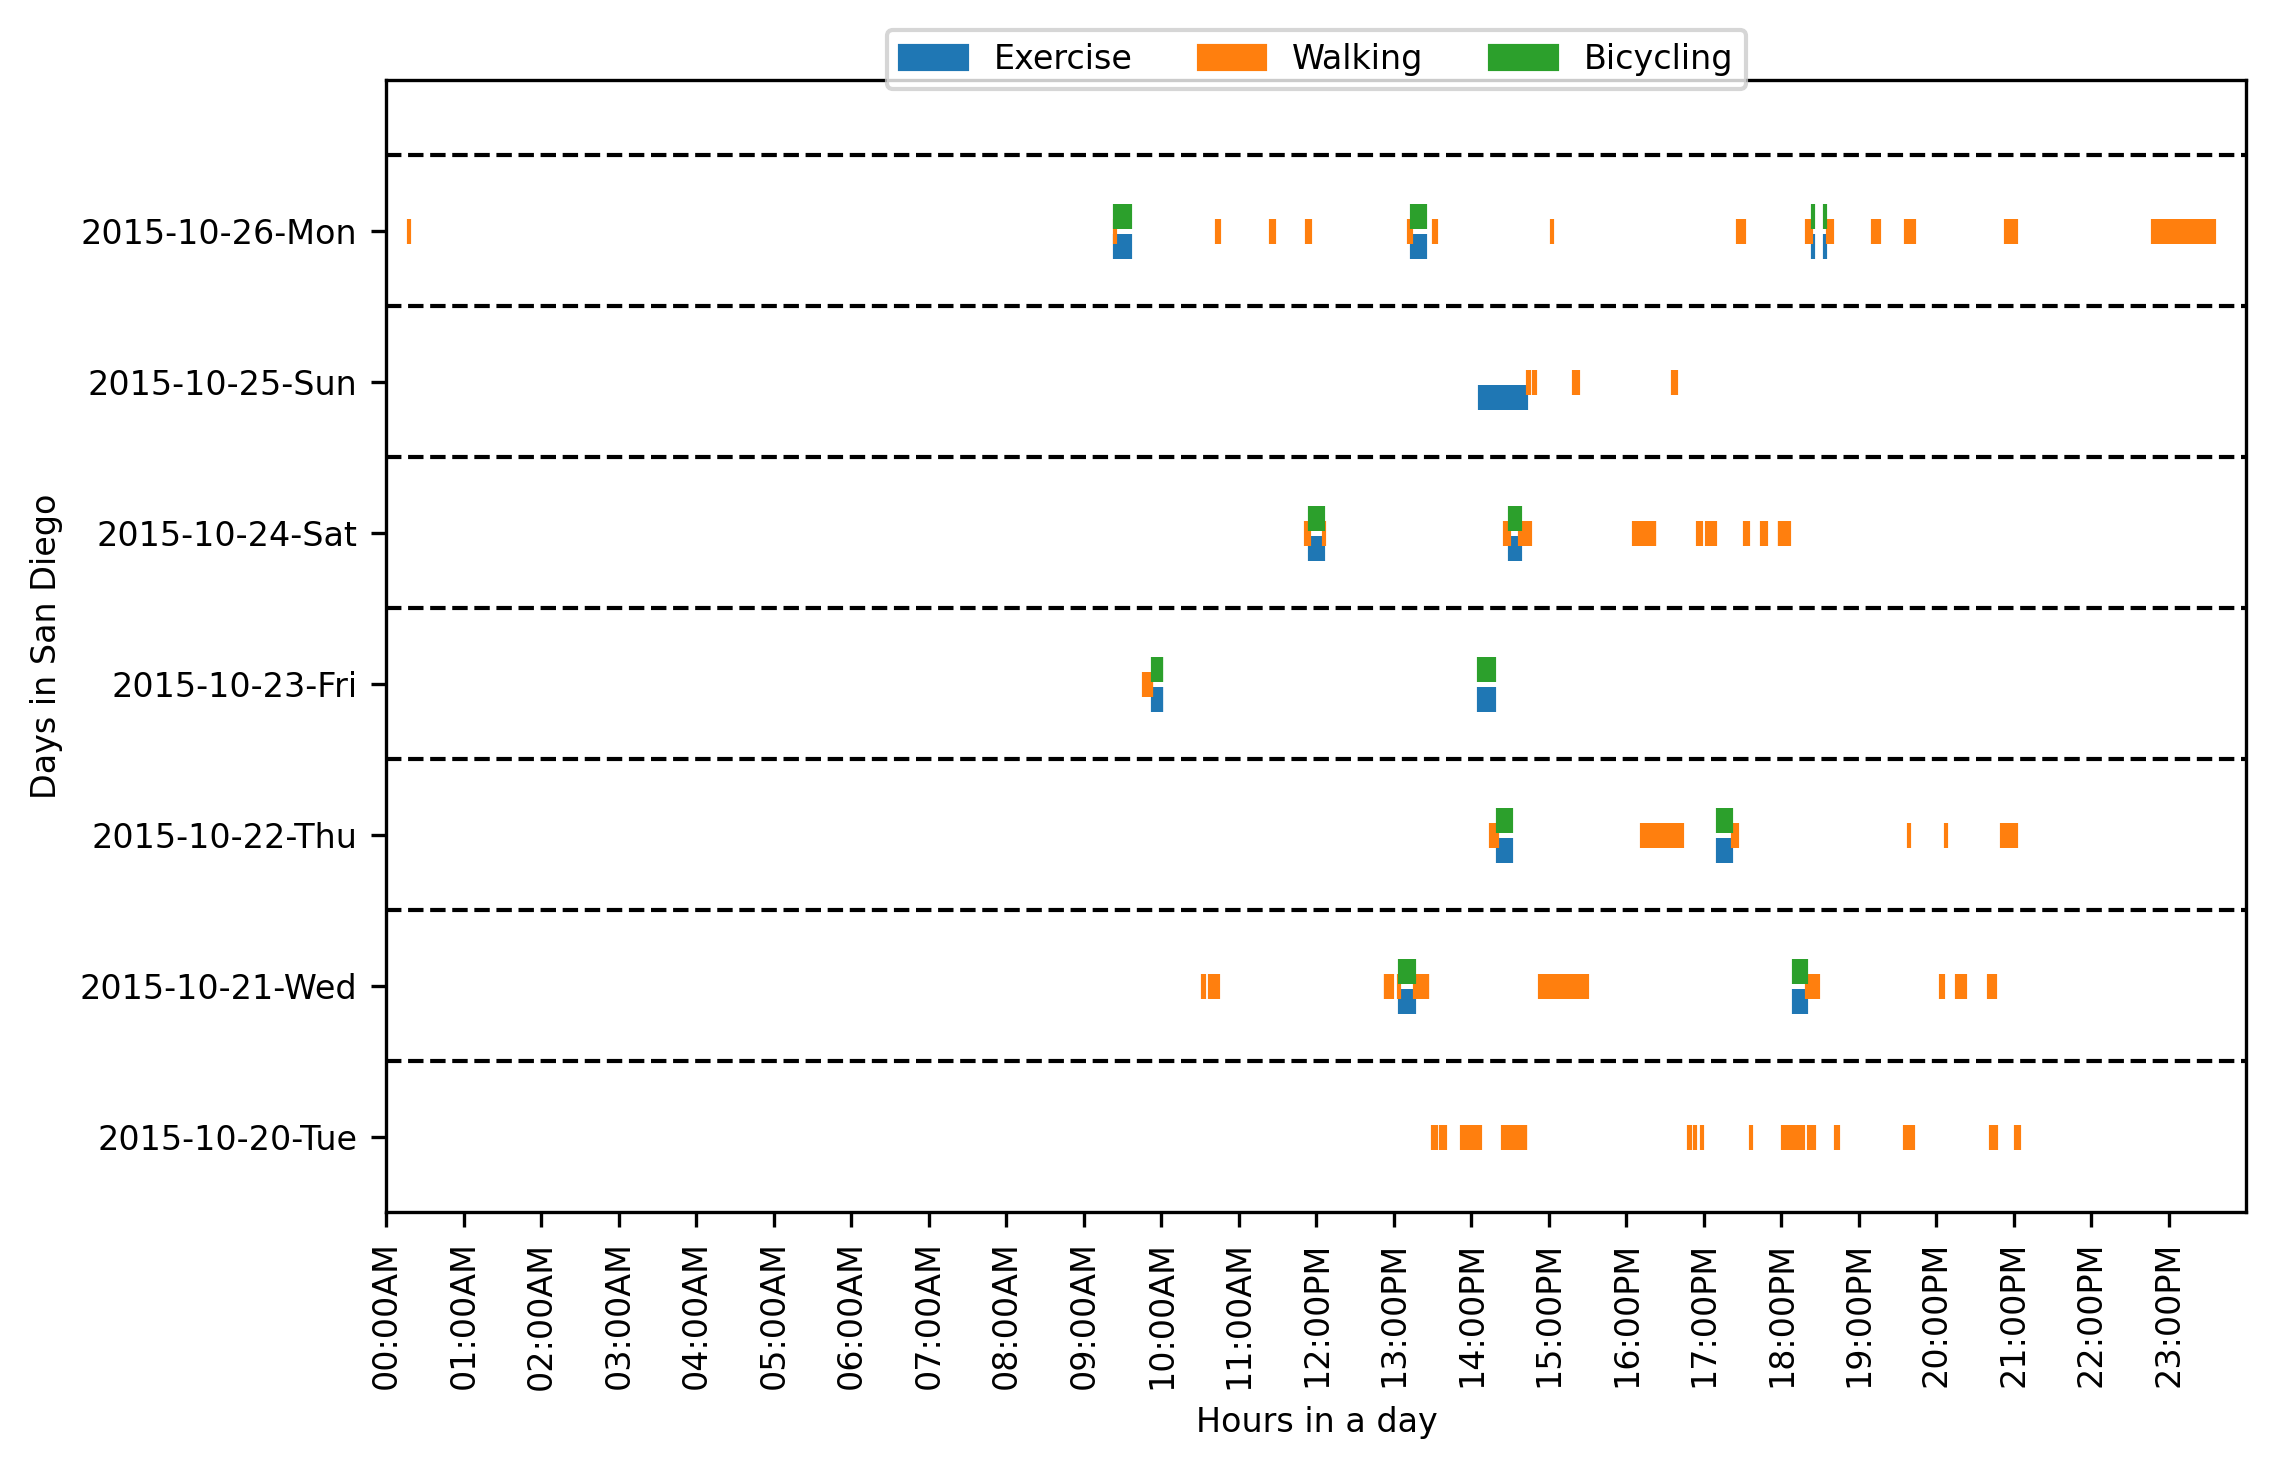 Exercise Walking Bicycling
2015-10-26-Mon
2015-10-25-Sun
2015-10-24-Sat
2015-10-23-Fri
2015-10-22-Thu
2015-10-21-Wed
2015-10-20-Tue
Days in San Diego
00:00AM
01:00AM
02:00AM
03:00AM
04:00AM
05:00AM
06:00AM
07:00AM
08:00AM
09:00AM
10:00AM
11:00AM
12:00PM
13:00PM
14:00PM
15:00PM
16:00PM
17:00PM
18:00PM
19:00PM
20:00PM
21:00PM
22:00PM
23:00PM
Hours in a day